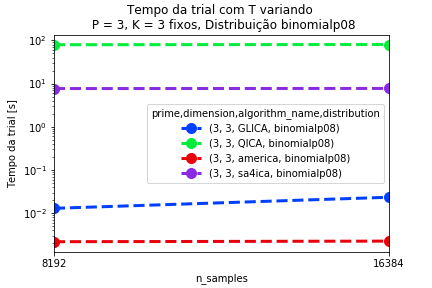 Tempo da trial com T variando
P = 3, K = 3 fixos, Distribuição binomialp08
Tempo da trial [s]
10²
10¹
10⁰
10⁻¹
10⁻²
prime,dimension,algorithm_name,distribution
(3, 3, GLICA, binomialp08)
(3, 3, QICA, binomialp08)
(3, 3, america, binomialp08)
(3, 3, sa4ica, binomialp08)
8192
16384
n_samples